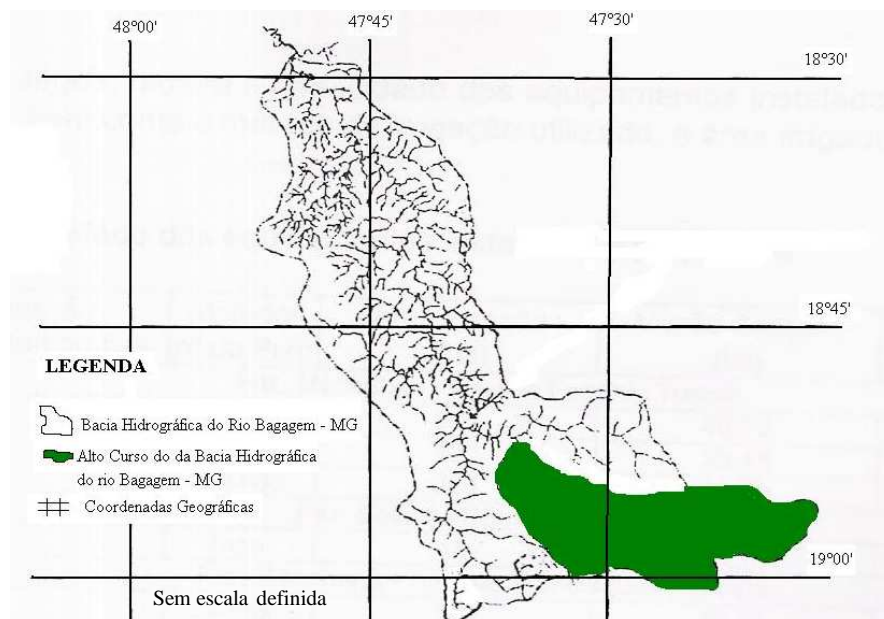 48°00'
47°45'
47°30'
18°30'
18°45'
LEGENDA
Bacia Hidrográfica do Rio Bagagem - MG
Alto Curso do da Bacia Hidrográfica
do rio Bagagem - MG
Coordenadas Geográficas
19°00'
Sem escala definida